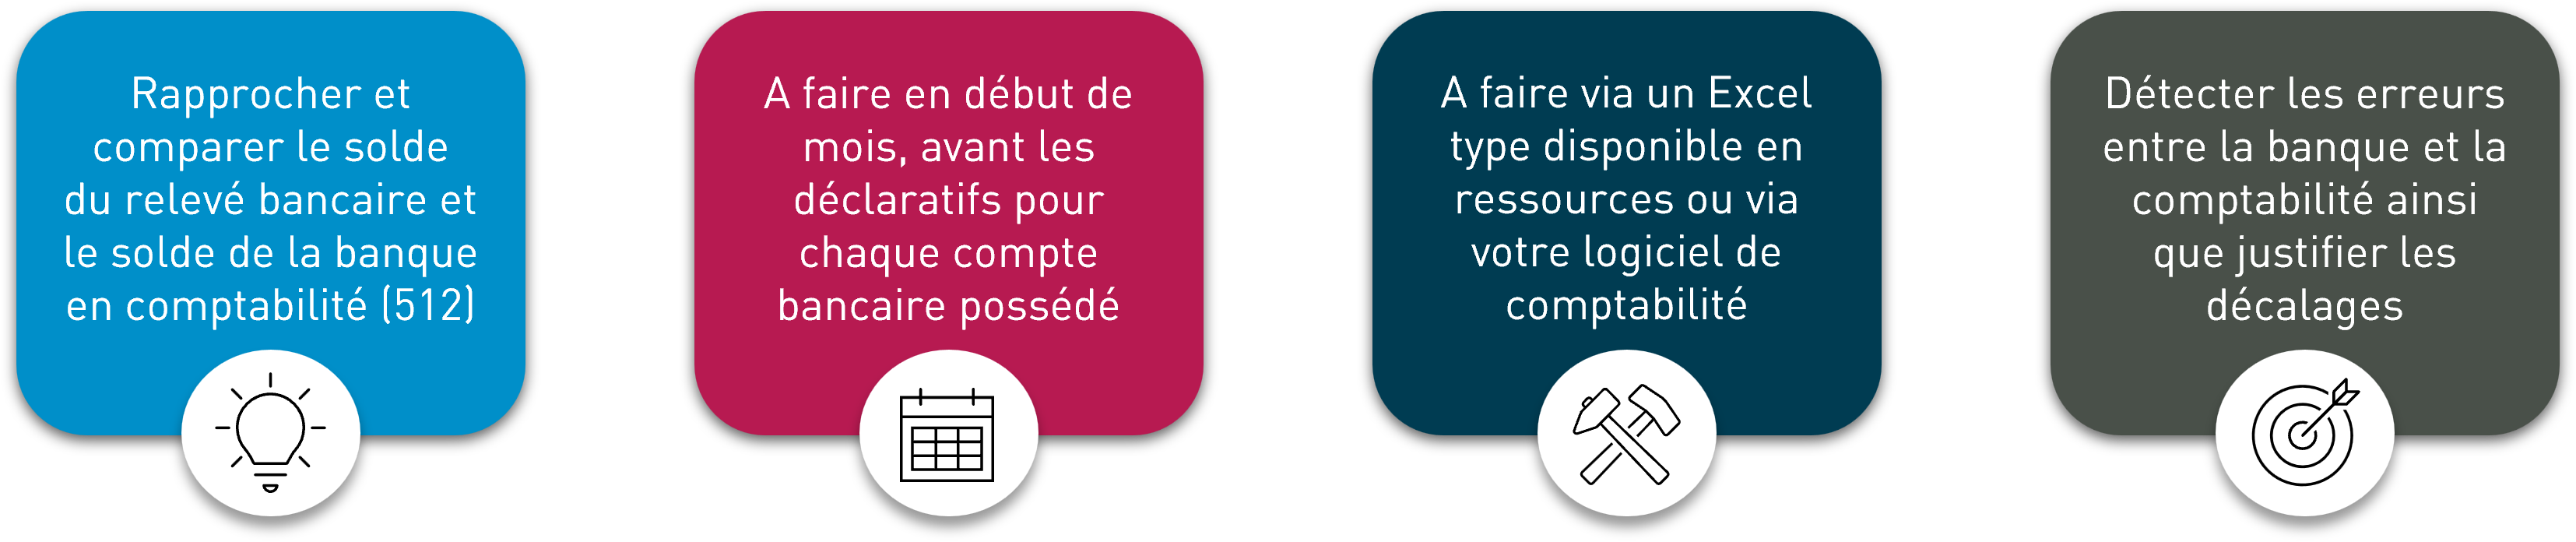 Rapprocher et
comparer le solde
du relevé bancaire et
le solde de la banque
en comptabilité (512)
A faire en début de
mois, avant les
déclaratifs pour
chaque compte
bancaire possédé
A faire via un Excel
type disponible en
ressources ou via
votre logiciel de
comptabilité
Détecter les erreurs
entre la banque et la
comptabilité ainsi
que justifier les
décalages